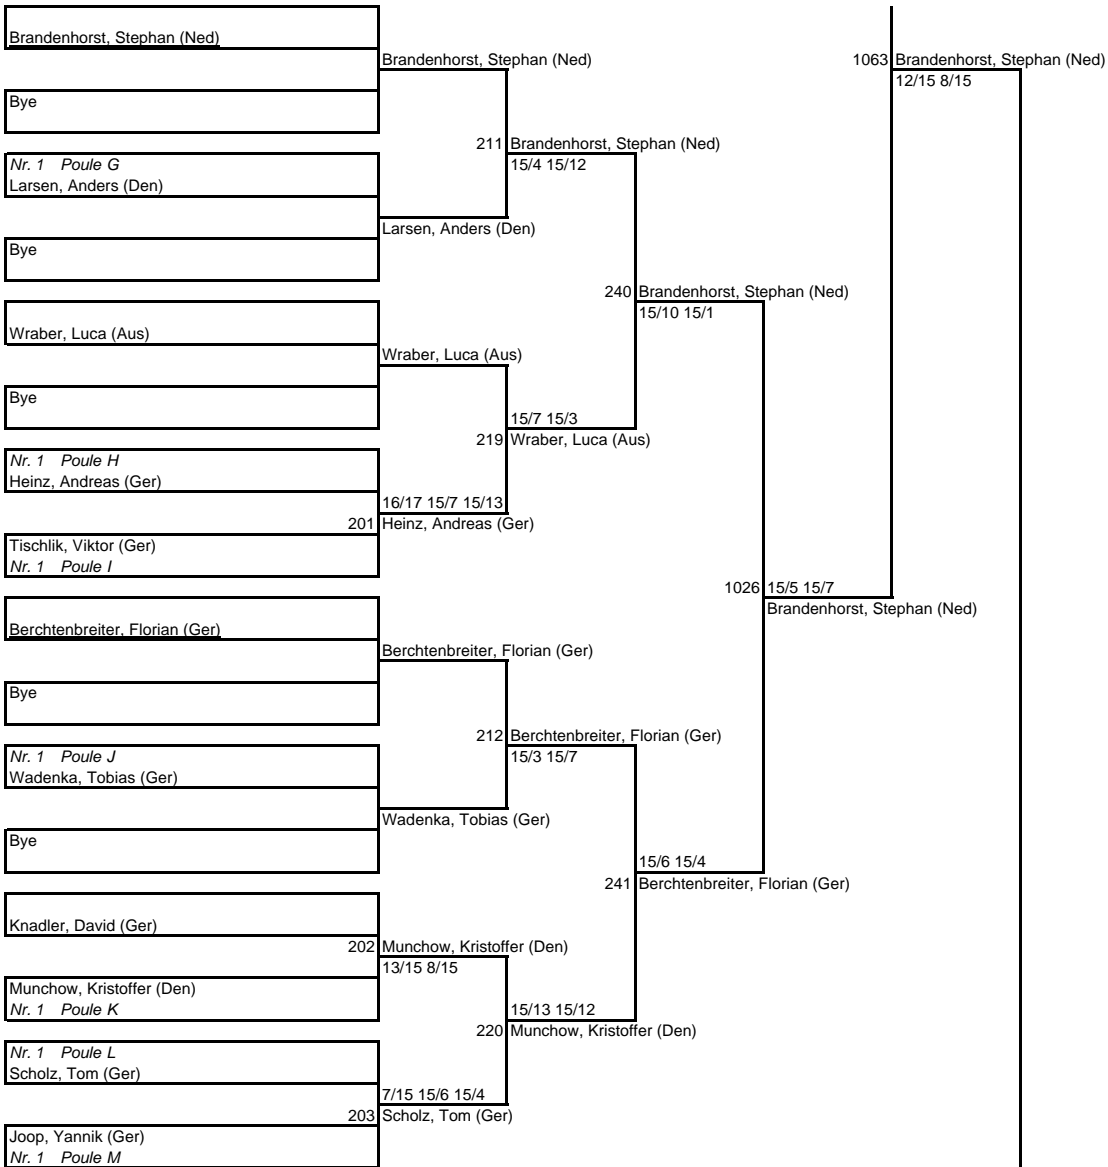 Brandenhorst, Stephan (Ned)
Brandenhorst, Stephan (Ned)
1063 Brandenhorst, Stephan (Ned)
12/15 8/15
Bye
211 Brandenhorst, Stephan (Ned)
Nr. 1 Poule G
15/4 15/12
Larsen, Anders (Den)
Larsen, Anders (Den)
Bye
240 Brandenhorst, Stephan (Ned)
15/10 15/1
Wraber, Luca (Aus)
Wraber, Luca (Aus)
Bye
15/7 15/3
219 Wraber, Luca (Aus)
Nr. 1 Poule H
Heinz, Andreas (Ger)
16/17 15/7 15/13
201 Heinz, Andreas (Ger)
Tischlik, Viktor (Ger)
Nr. 1 Poule I
1026 15/5 15/7
Brandenhorst, Stephan (Ned)
Berchtenbreiter, Florian (Ger)
Berchtenbreiter, Florian (Ger)
Bye
212 Berchtenbreiter, Florian (Ger)
Nr. 1 Poule J
15/3 15/7
Wadenka, Tobias (Ger)
Wadenka, Tobias (Ger)
Bye
15/6 15/4
241 Berchtenbreiter, Florian (Ger)
Knadler, David (Ger)
202 Munchow, Kristoffer (Den)
13/15 8/15
Munchow, Kristoffer (Den)
Nr. 1 Poule K
15/13 15/12
220 Munchow, Kristoffer (Den)
Nr. 1 Poule L
Scholz, Tom (Ger)
7/15 15/6 15/4
203 Scholz, Tom (Ger)
Joop, Yannik (Ger)
Nr. 1 Poule M